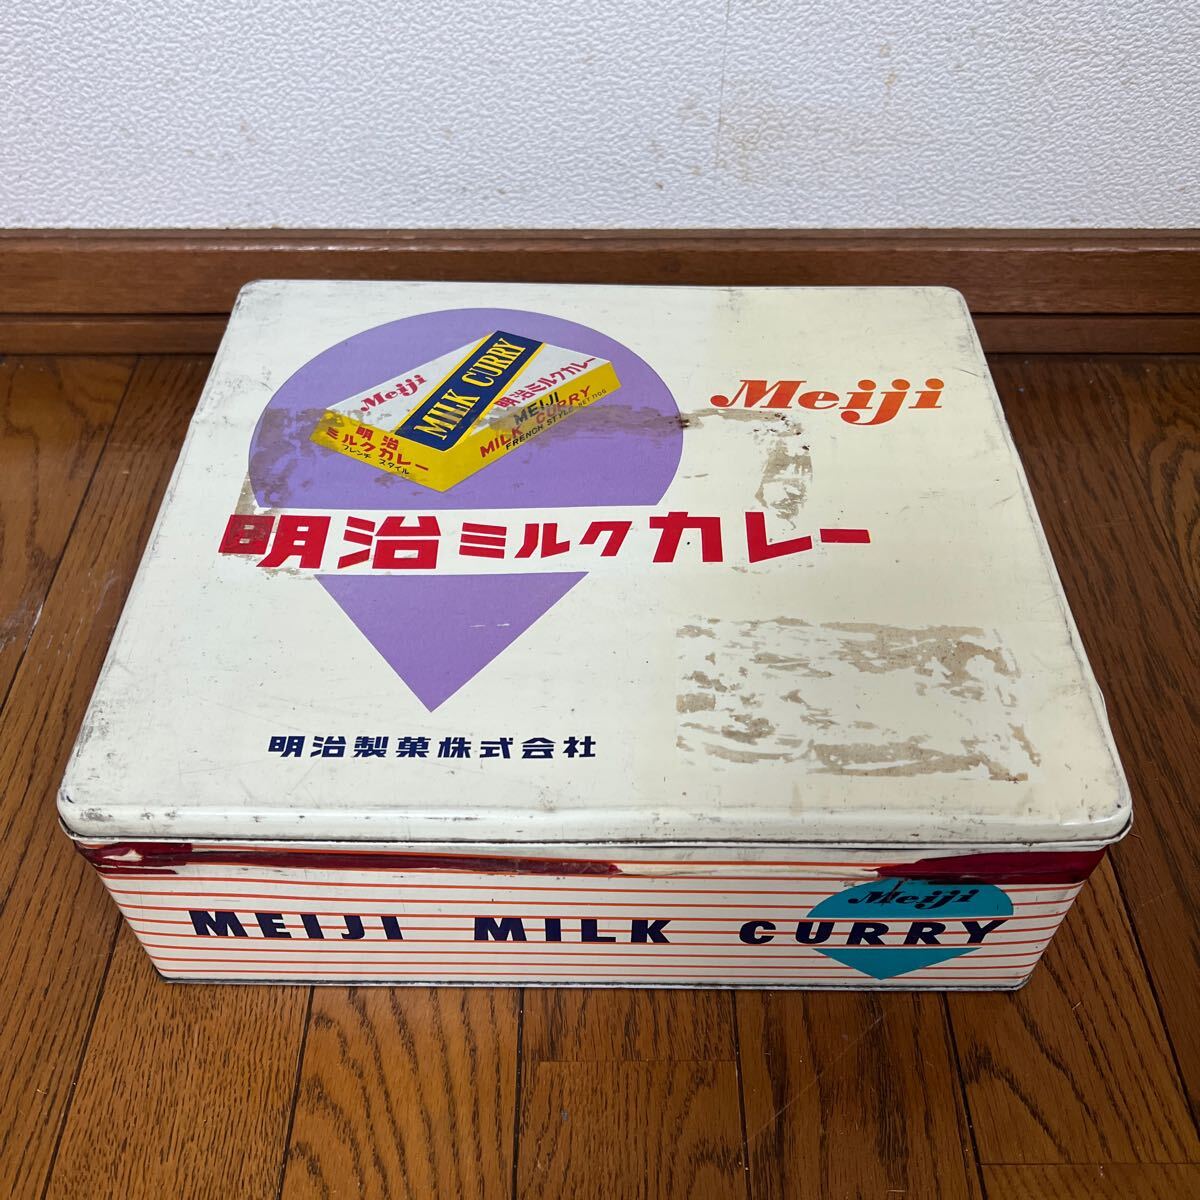 Meiji
MILK CURRY
明治ミルクカレー
明治
ミルクカレー
フレンチ スタイル
MEIJI
MILK CURRY
FRENCH STYLE NET 110G
Meiji
明治ミルクカレー
明治製菓株式会社
Meiji
MEIJI MILK CURRY